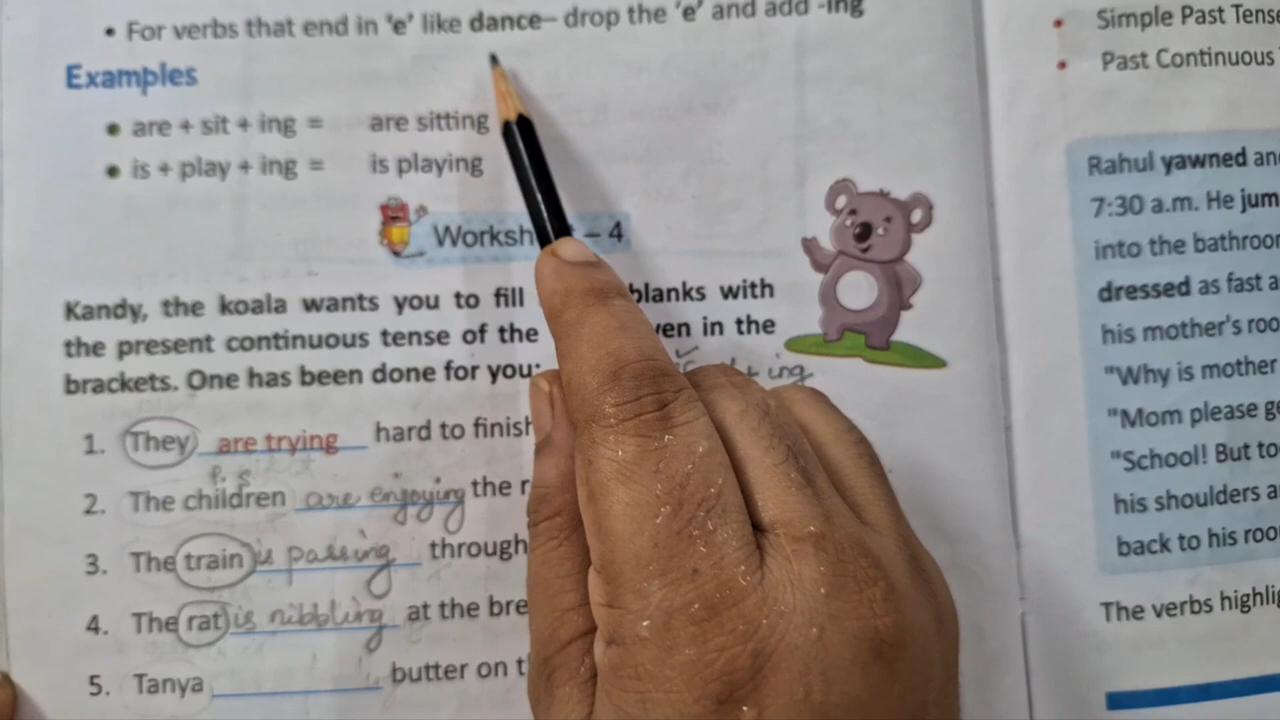 • For verbs that end in 'e' like dance– drop the 'e' and add -ing
Examples
• are + sit + ing = are sitting
• is + play + ing = is playing
Worksh – 4
Kandy, the koala wants you to fill blanks with
the present continuous tense of the ven in the
brackets. One has been done for you:
+ ing
1. They are trying hard to finish
2. The children are enjoying the r
3. The train is passing through
4. The rat is nibbling at the bre
5. Tanya butter on t
• Simple Past Tense
• Past Continuous
Rahul yawned an
7:30 a.m. He jum
into the bathroom
dressed as fast a
his mother's roo
"Why is mother
"Mom please ge
"School! But to
his shoulders a
back to his roo
The verbs highlig